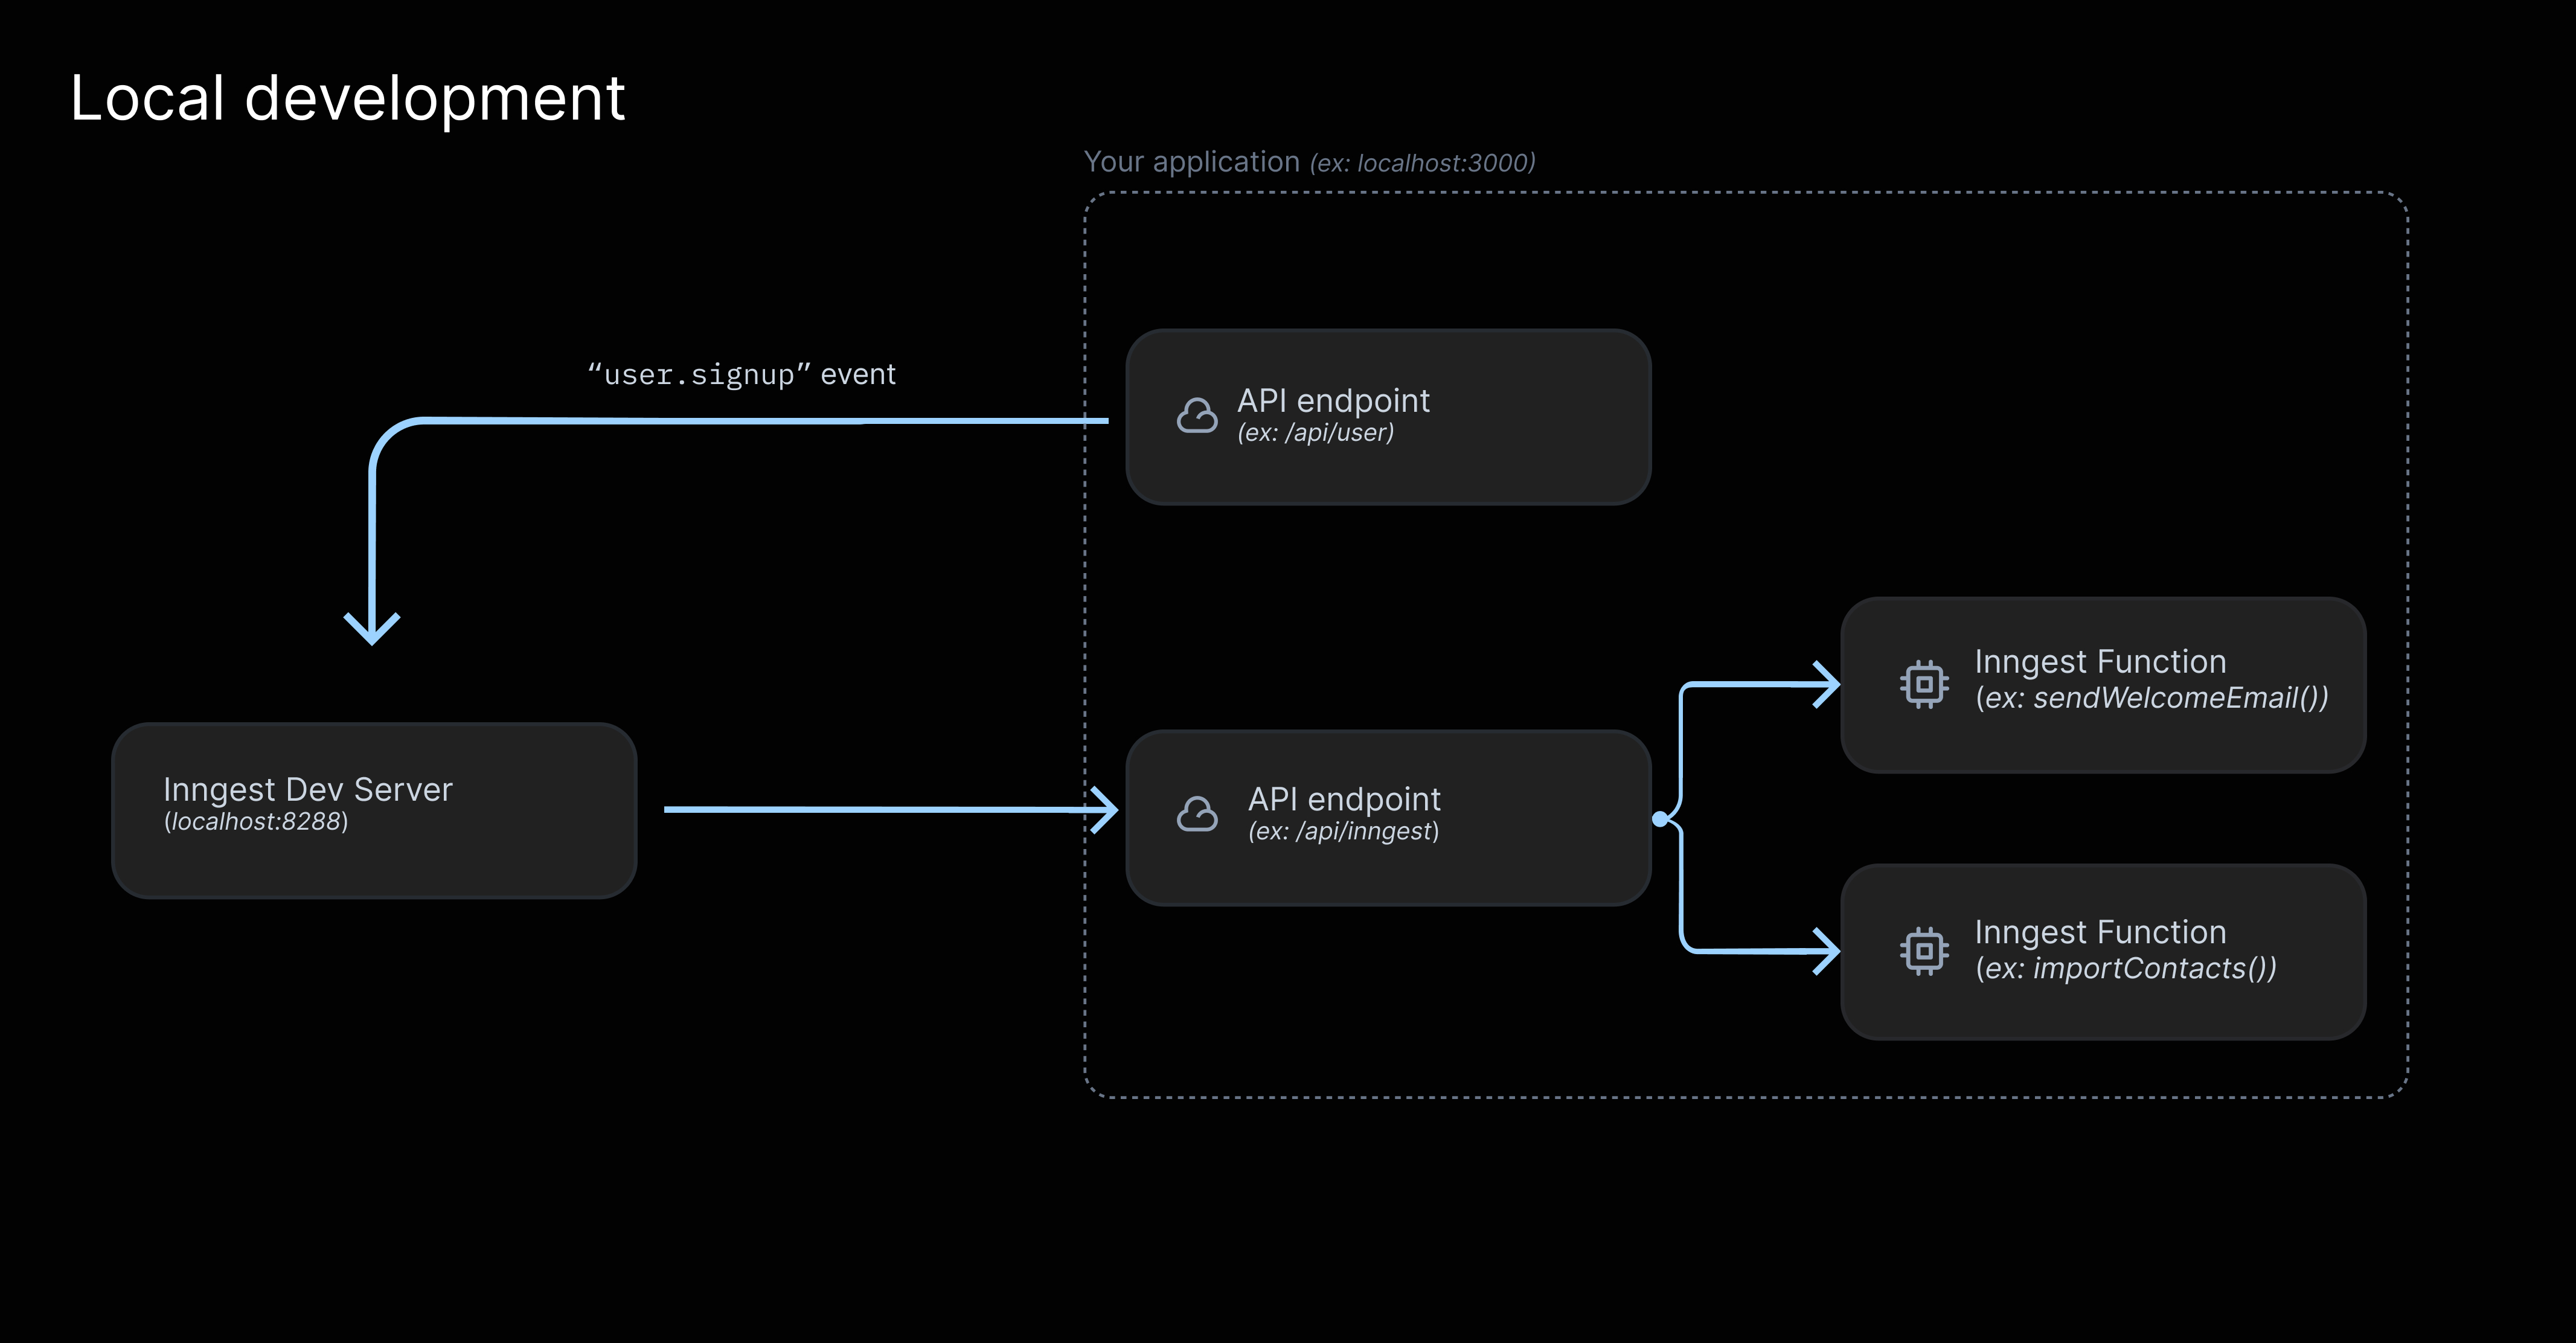 Local development
Your application (ex: localhost:3000)
“user.signup” event
API endpoint
(ex: /api/user)
Inngest Dev Server
(localhost:8288)
API endpoint
(ex: /api/inngest)
Inngest Function
(ex: sendWelcomeEmail())
Inngest Function
(ex: importContacts())